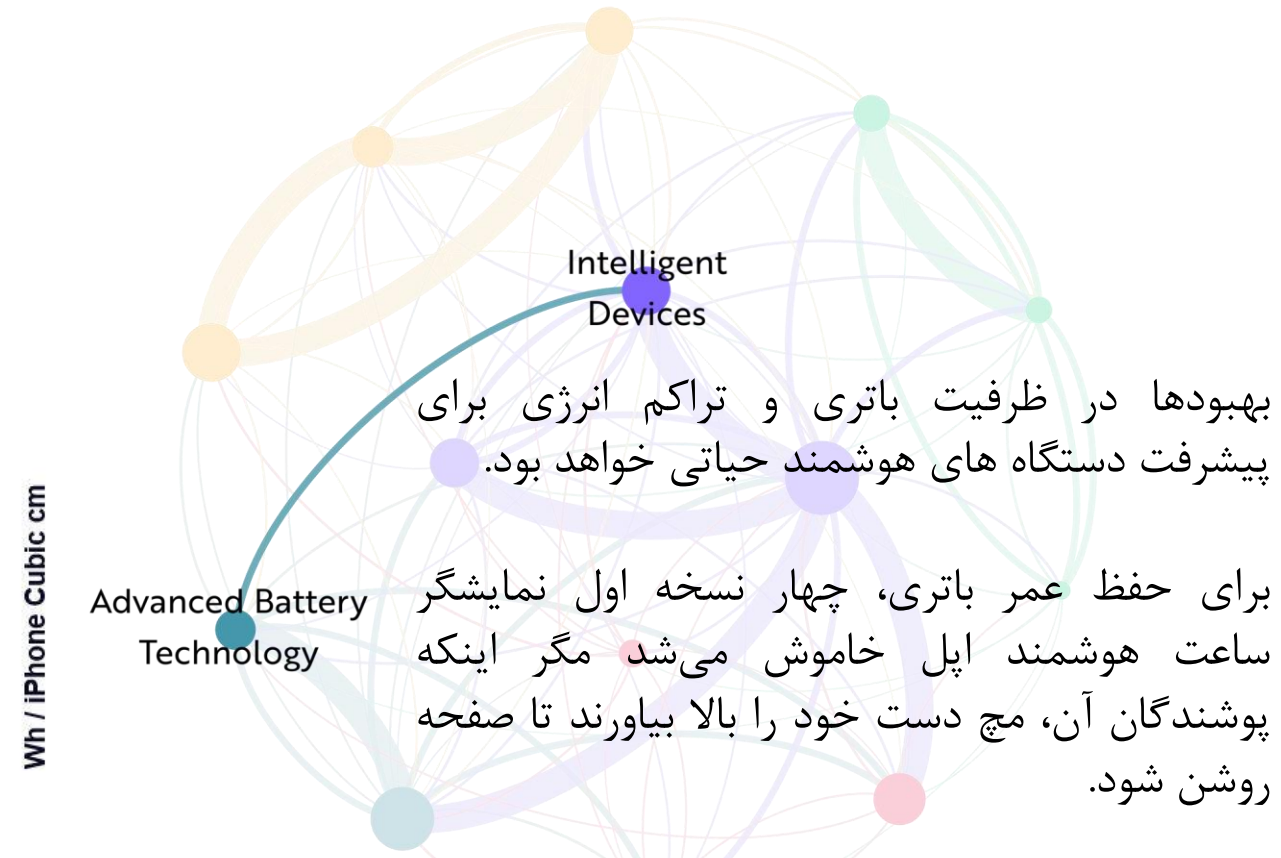 Intelligent
Devices
بهبودها در ظرفیت باتری و تراکم انرژی برای
پیشرفت دستگاه های هوشمند حیاتی خواهد بود.
برای حفظ عمر باتری، چهار نسخه اول نمایشگر
ساعت هوشمند اپل خاموش می‌شد مگر اینکه
پوشندگان آن، مچ دست خود را بالا بیاورند تا صفحه
روشن شود.
Advanced Battery
Technology
Wh / iPhone Cubic cm